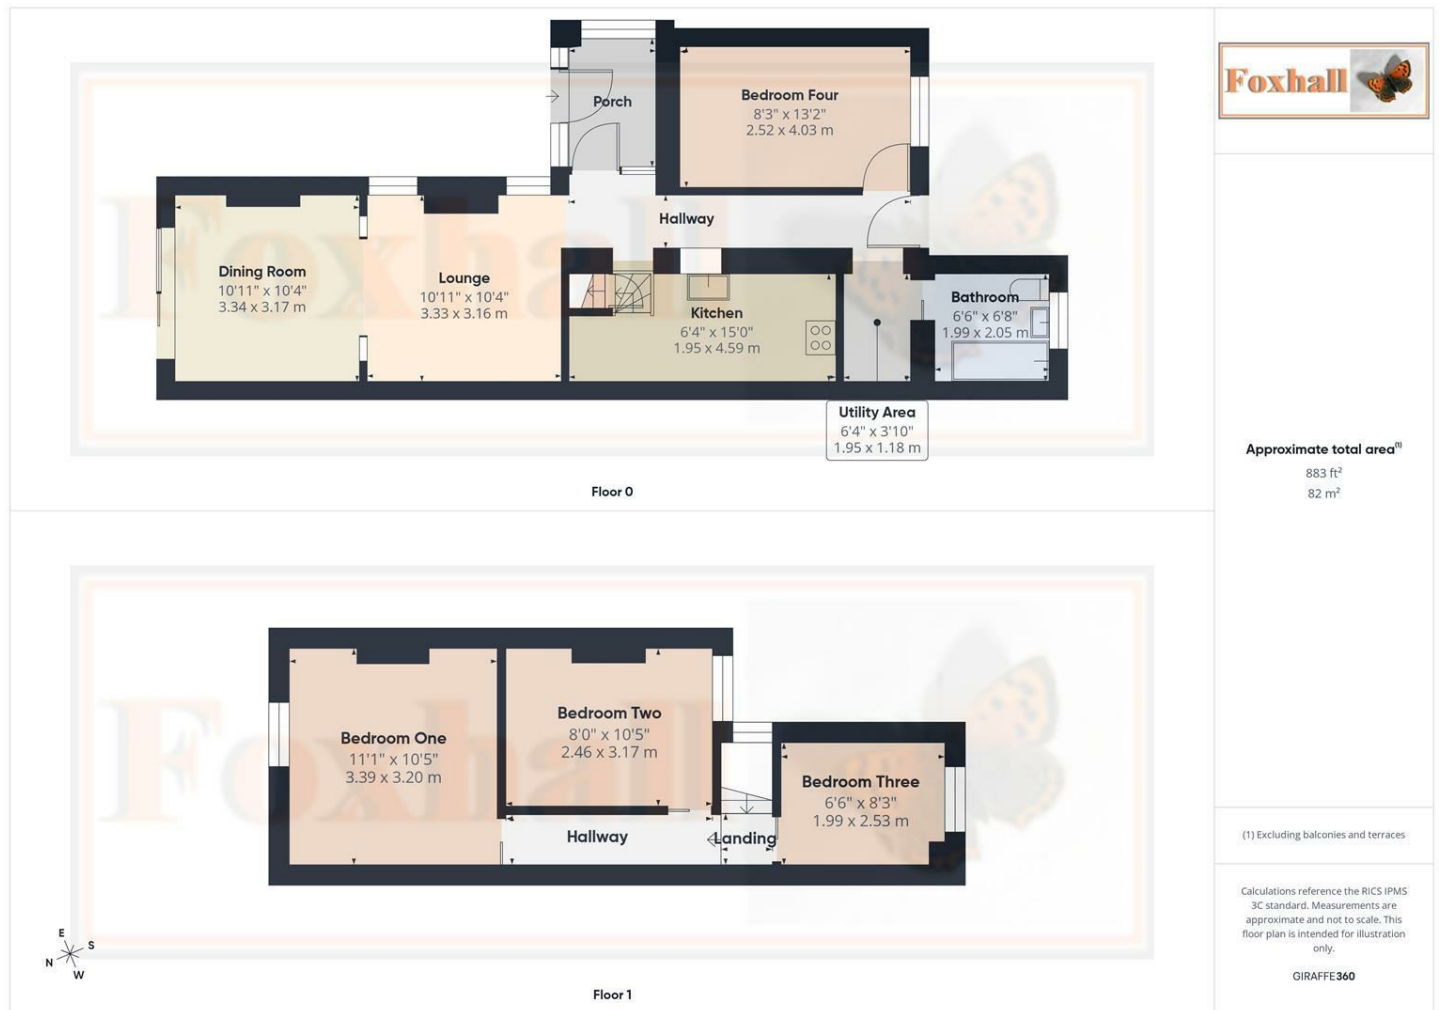 Foxhall
Porch
Bedroom Four
8'3" x 13'2"
2.52 x 4.03 m
Hallway
Dining Room
10'11" x 10'4"
3.34 x 3.17 m
Lounge
10'11" x 10'4"
3.33 x 3.16 m
Kitchen
6'4" x 15'0"
1.95 x 4.59 m
Bathroom
6'6" x 6'8"
1.99 x 2.05 m
Utility Area
6'4" x 3'10"
1.95 x 1.18 m
Foxhall
Floor 0
Approximate total area(1)
883 ft²
82 m²
Bedroom One
11'1" x 10'5"
3.39 x 3.20 m
Bedroom Two
8'0" x 10'5"
2.46 x 3.17 m
Bedroom Three
6'6" x 8'3"
1.99 x 2.53 m
Hallway
Landing
Foxhall
E
S
N
W
Floor 1
(1) Excluding balconies and terraces
Calculations reference the RICS IPMS
3C standard. Measurements are
approximate and not to scale. This
floor plan is intended for illustration
only.
GIRAFFE360